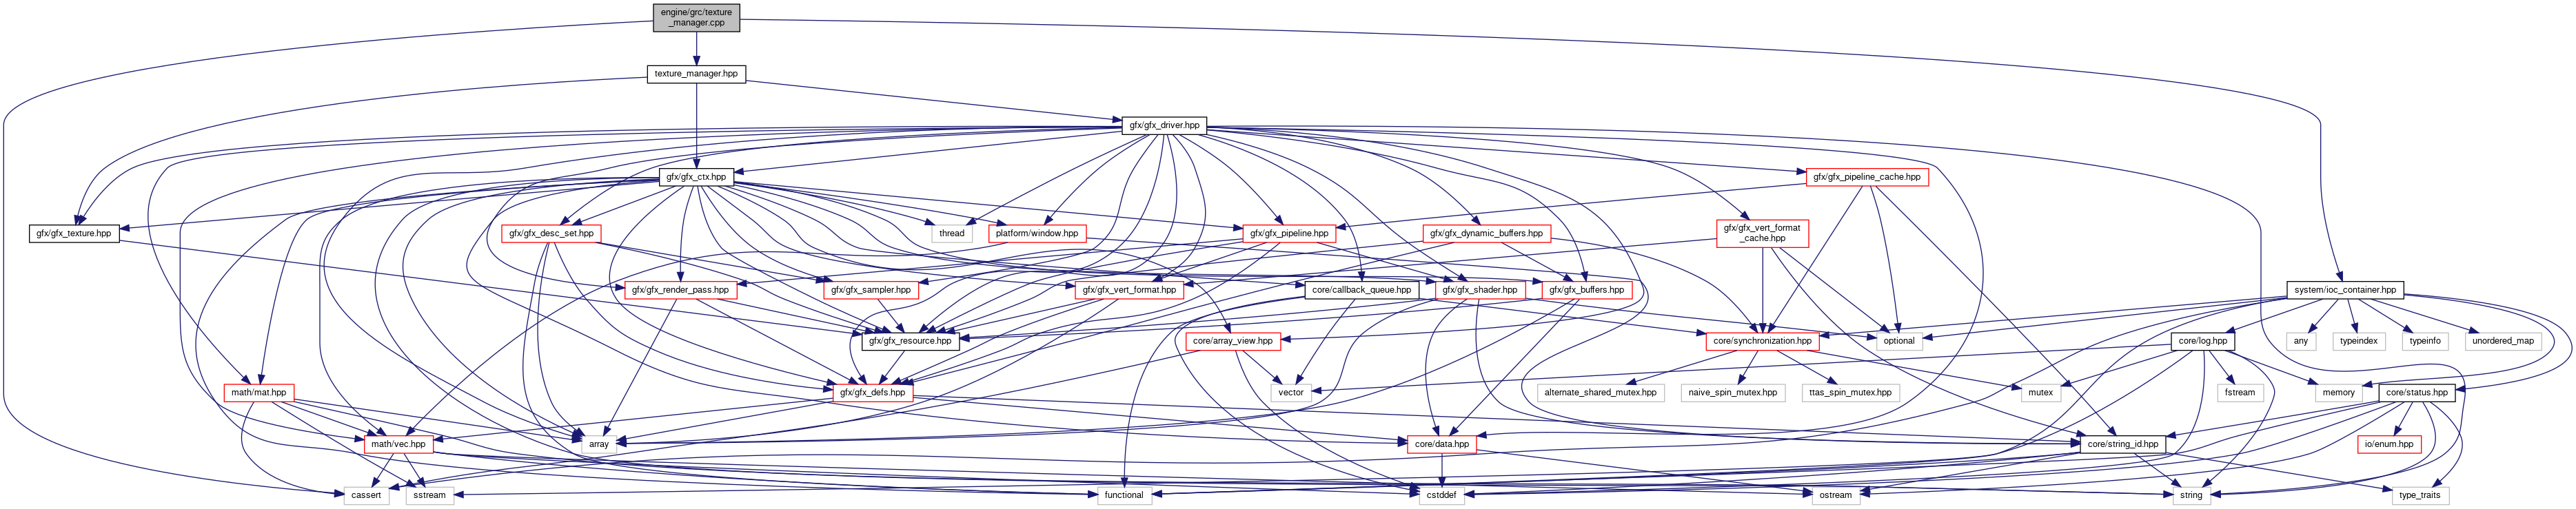 engine/grc/texture
_manager.cpp
texture_manager.hpp
gfx/gfx_driver.hpp
gfx/gfx_ctx.hpp
gfx/gfx_pipeline_cache.hpp
gfx/gfx_texture.hpp
gfx/gfx_desc_set.hpp
thread
platform/window.hpp
gfx/gfx_pipeline.hpp
gfx/gfx_dynamic_buffers.hpp
gfx/gfx_vert_format
_cache.hpp
gfx/gfx_render_pass.hpp
gfx/gfx_sampler.hpp
gfx/gfx_vert_format.hpp
core/callback_queue.hpp
gfx/gfx_shader.hpp
gfx/gfx_buffers.hpp
system/ioc_container.hpp
gfx/gfx_resource.hpp
core/array_view.hpp
core/synchronization.hpp
optional
core/log.hpp
any
typeindex
typeinfo
unordered_map
math/mat.hpp
gfx/gfx_defs.hpp
vector
alternate_shared_mutex.hpp
naive_spin_mutex.hpp
ttas_spin_mutex.hpp
mutex
fstream
memory
core/status.hpp
math/vec.hpp
array
core/data.hpp
core/string_id.hpp
io/enum.hpp
cassert
sstream
functional
cstddef
ostream
string
type_traits